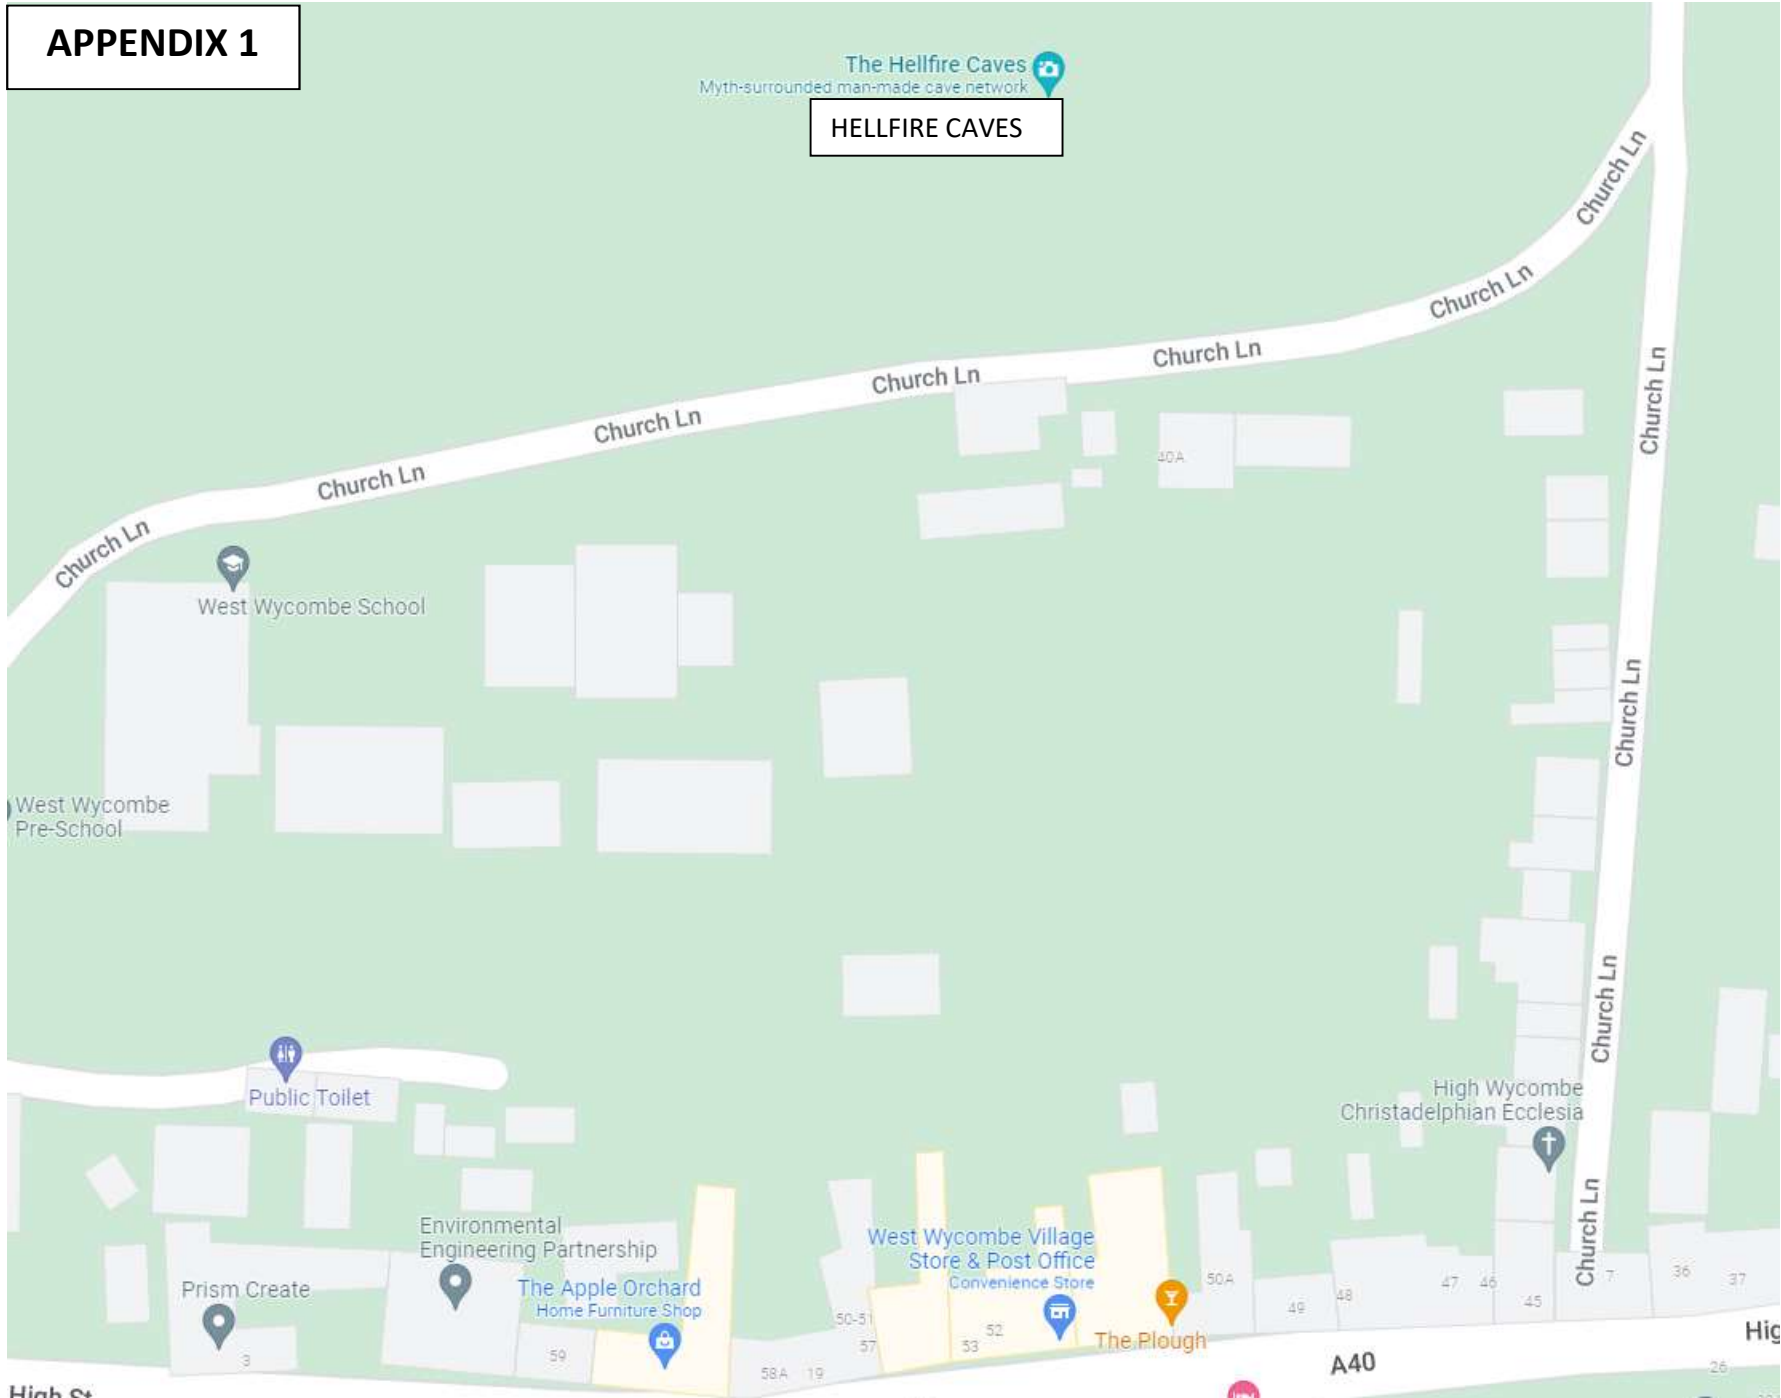 APPENDIX 1
The Hellfire Caves
Myth-surrounded man-made cave network
HELLFIRE CAVES
Church Ln
Church Ln
Church Ln
Church Ln
Church Ln
Church Ln
Church Ln
Church Ln
40A
Church Ln
West Wycombe School
Church Ln
West Wycombe
Pre-School
Church Ln
Public Toilet
High Wycombe
Christadelphian Ecclesia
Church Ln
Environmental
Engineering Partnership
West Wycombe Village
Store & Post Office
Convenience Store
Prism Create
The Apple Orchard
Home Furniture Shop
50A
47
46
7
36
37
48
49
45
50-51
52
53
57
The Plough
59
3
58A
19
A40
Hig
26
High St